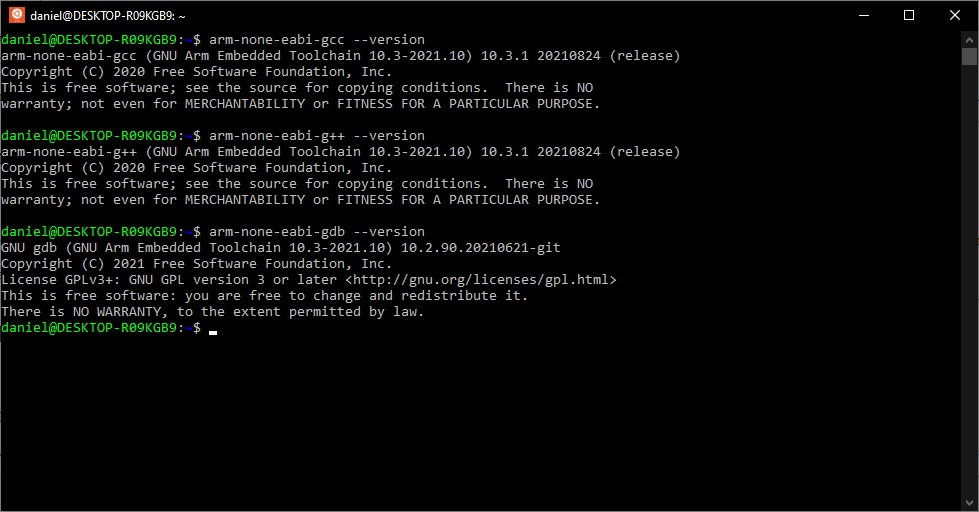 daniel@DESKTOP-R09KGB9: ~
daniel@DESKTOP-R09KGB9:~$ arm-none-eabi-gcc --version
arm-none-eabi-gcc (GNU Arm Embedded Toolchain 10.3-2021.10) 10.3.1 20210824 (release)
Copyright (C) 2020 Free Software Foundation, Inc.
This is free software; see the source for copying conditions.  There is NO
warranty; not even for MERCHANTABILITY or FITNESS FOR A PARTICULAR PURPOSE.
daniel@DESKTOP-R09KGB9:~$ arm-none-eabi-g++ --version
arm-none-eabi-g++ (GNU Arm Embedded Toolchain 10.3-2021.10) 10.3.1 20210824 (release)
Copyright (C) 2020 Free Software Foundation, Inc.
This is free software; see the source for copying conditions.  There is NO
warranty; not even for MERCHANTABILITY or FITNESS FOR A PARTICULAR PURPOSE.
daniel@DESKTOP-R09KGB9:~$ arm-none-eabi-gdb --version
GNU gdb (GNU Arm Embedded Toolchain 10.3-2021.10) 10.2.90.20210621-git
Copyright (C) 2021 Free Software Foundation, Inc.
License GPLv3+: GNU GPL version 3 or later <http://gnu.org/licenses/gpl.html>
This is free software: you are free to change and redistribute it.
There is NO WARRANTY, to the extent permitted by law.
daniel@DESKTOP-R09KGB9:~$